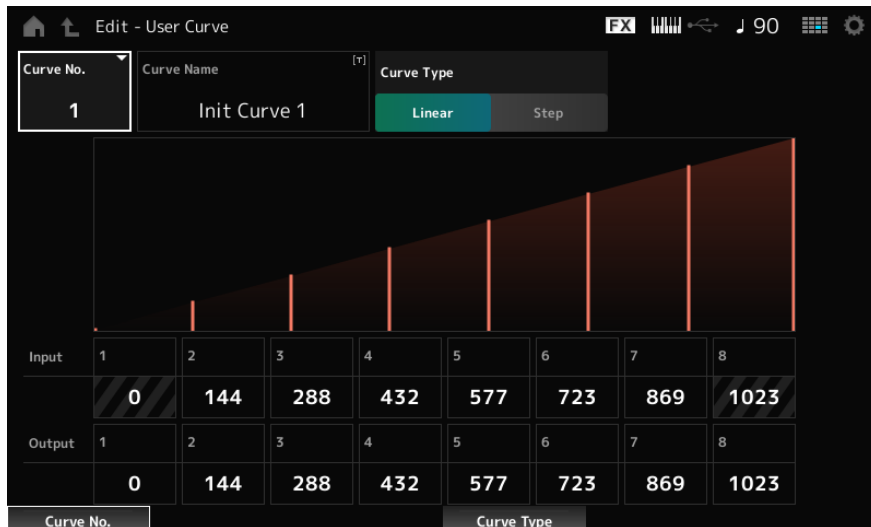 Edit - User Curve FX 90
Curve No. Curve Name [T] Curve Type
1 Init Curve 1 Linear Step
Input 1 2 3 4 5 6 7 8
0 144 288 432 577 723 869 1023
Output 1 2 3 4 5 6 7 8
0 144 288 432 577 723 869 1023
Curve No. Curve Type